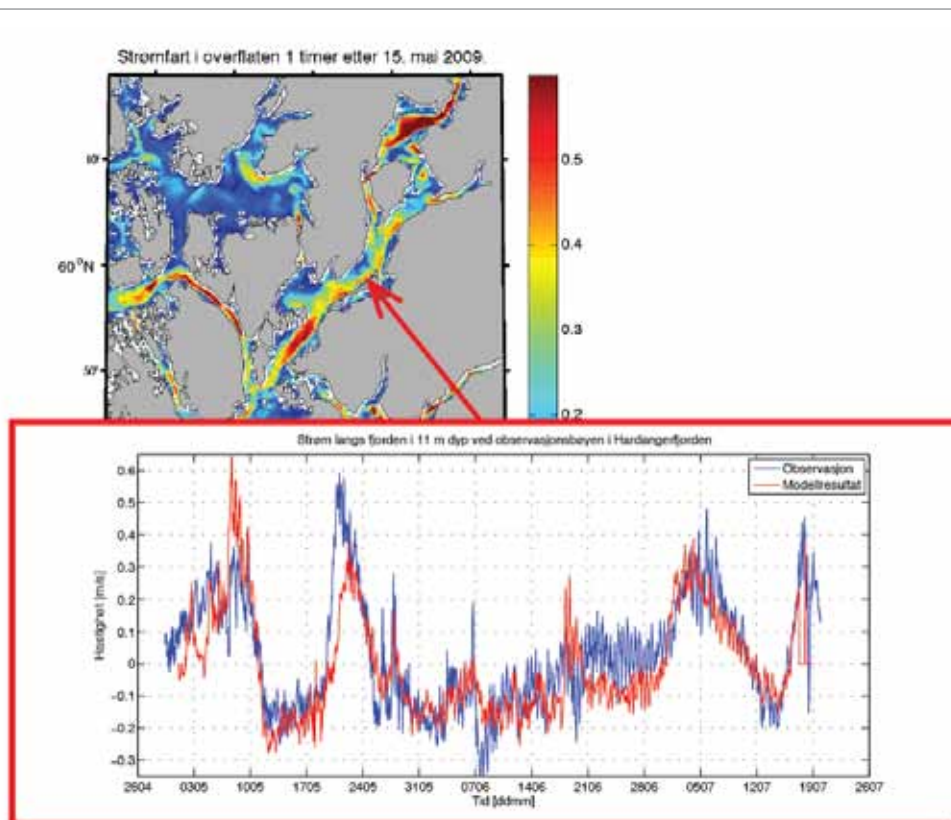 Strømfart i overflaten 1 timer etter 15. mai 2009.
10'
60°N
50'
0.5
0.4
0.3
0.2
Strøm langs fjorden i 11 m dyp ved observasjonsbøyen i Hardangerfjorden
Observasjon
Modellresultat
Hastighet [m/s]
0.6
0.5
0.4
0.3
0.2
0.1
0
-0.1
-0.2
-0.3
2604 0305 1005 1705 2405 3105 0706 1406 2106 2806 0507 1207 1907 2607
Tid [ddmm]